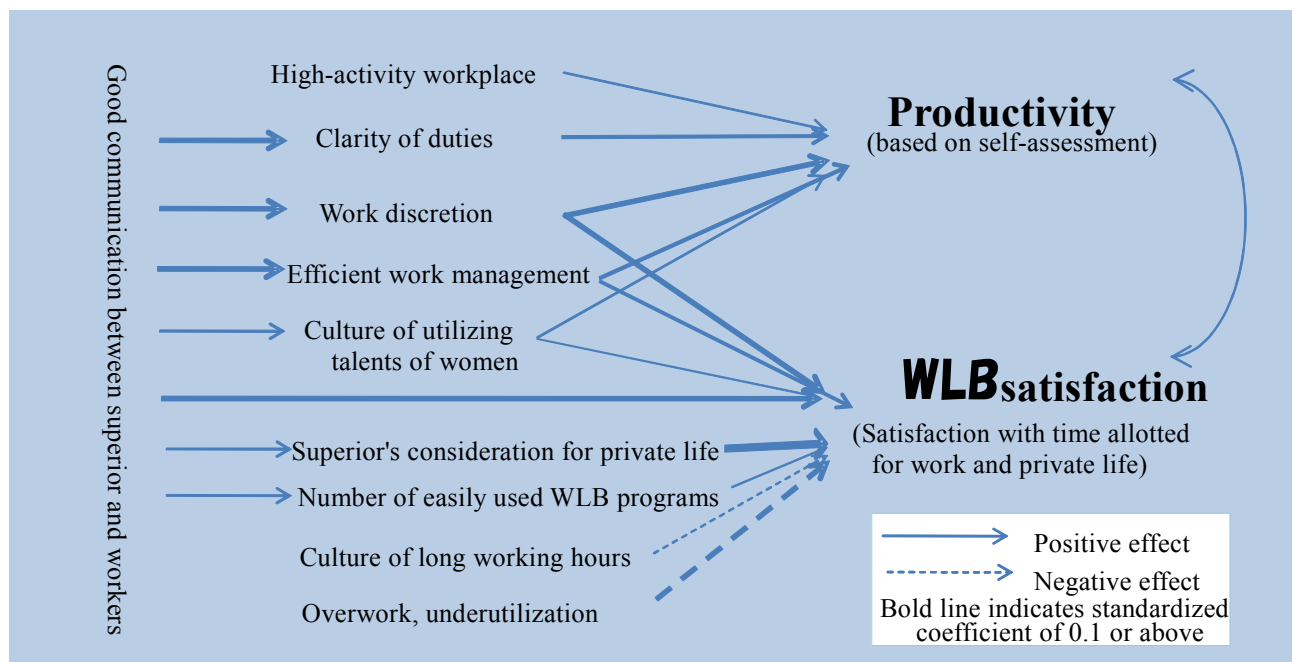 Good communication between superior and workers
High-activity workplace
Clarity of duties
Work discretion
Efficient work management
Culture of utilizing
talents of women
Superior's consideration for private life
Number of easily used WLB programs
Culture of long working hours
Overwork, underutilization
Productivity
(based on self-assessment)
WLB satisfaction
(Satisfaction with time allotted
for work and private life)
Positive effect
Negative effect
Bold line indicates standardized
coefficient of 0.1 or above